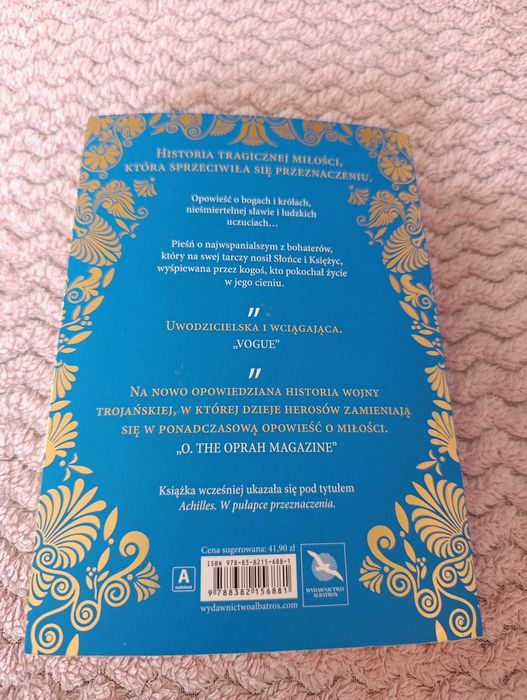 Historia tragicznej miłości,
która sprzeciwiła się przeznaczeniu.
Opowieść o bogach i królach,
nieśmiertelnej sławie i ludzkich
uczuciach...
Pieśń o najwspanialszym z bohaterów,
który na swej tarczy nosił Słońce i Księżyc,
wyśpiewana przez kogoś, kto pokochał życie
w jego cieniu.
"
Uwodzicielska i wciągająca.
„VOGUE”
"
Na nowo opowiedziana historia wojny
trojańskiej, w której dzieje herosów zamieniają
się w ponadczasową opowieść o miłości.
„O. THE OPRAH MAGAZINE”
Książka wcześniej ukazała się pod tytułem
Achilles. W pułapce przeznaczenia.
Cena sugerowana: 41,90 zł
ISBN 978-83-8215-688-1
9 788382 156881
wydawnictwoalbatros.com
A
audiobook
WYDAWNICTWO
ALBATROS